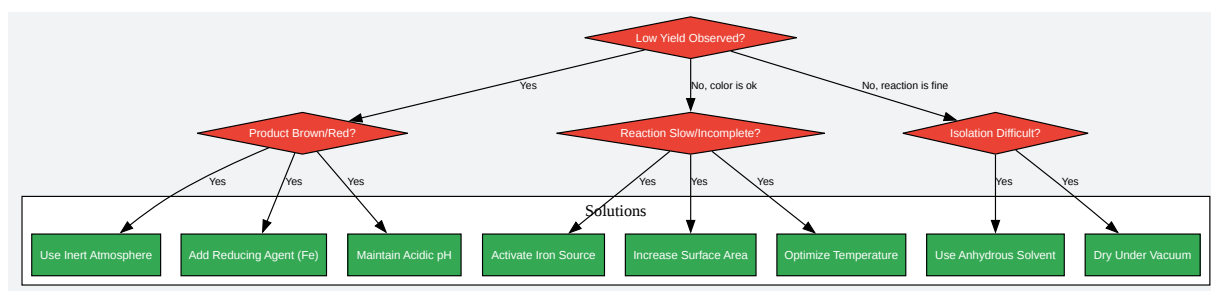 Low Yield Observed?
Yes
No, color is ok
No, reaction is fine
Product Brown/Red?
Reaction Slow/Incomplete?
Isolation Difficult?
Yes
Yes
Yes
Yes
Yes
Yes
Yes
Yes
Solutions
Use Inert Atmosphere
Add Reducing Agent (Fe)
Maintain Acidic pH
Activate Iron Source
Increase Surface Area
Optimize Temperature
Use Anhydrous Solvent
Dry Under Vacuum